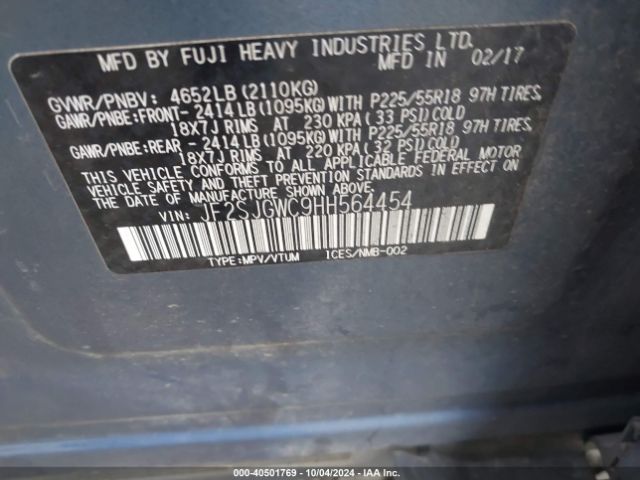 MFD BY FUJI HEAVY INDUSTRIES LTD.
MFD IN 02/17
GVWR/PNBV: 4652LB (2110KG)
GAWR/PNBE:FRONT- 2414LB(1095KG)WITH P225/55R18 97H TIRES,
18X7J RIMS AT 230 KPA( 33 PSI)COLD
GAWR/PNBE:REAR - 2414LB(1095KG)WITH P225/55R18 97H TIRES,
18X7J RIMS AT 220 KPA( 32 PSI)COLD
THIS VEHICLE CONFORMS TO ALL APPLICABLE FEDERAL MOTOR
VEHICLE SAFETY AND THEFT PREVENTION STANDARDS IN EFFECT ON
THE DATE OF MANUFACTURE SHOWN ABOVE.
VIN: JF2SJGWC9HH564454
TYPE:MPV/VTUM ICES/NMB-002
000-40501769 - 10/04/2024 - IAA Inc.